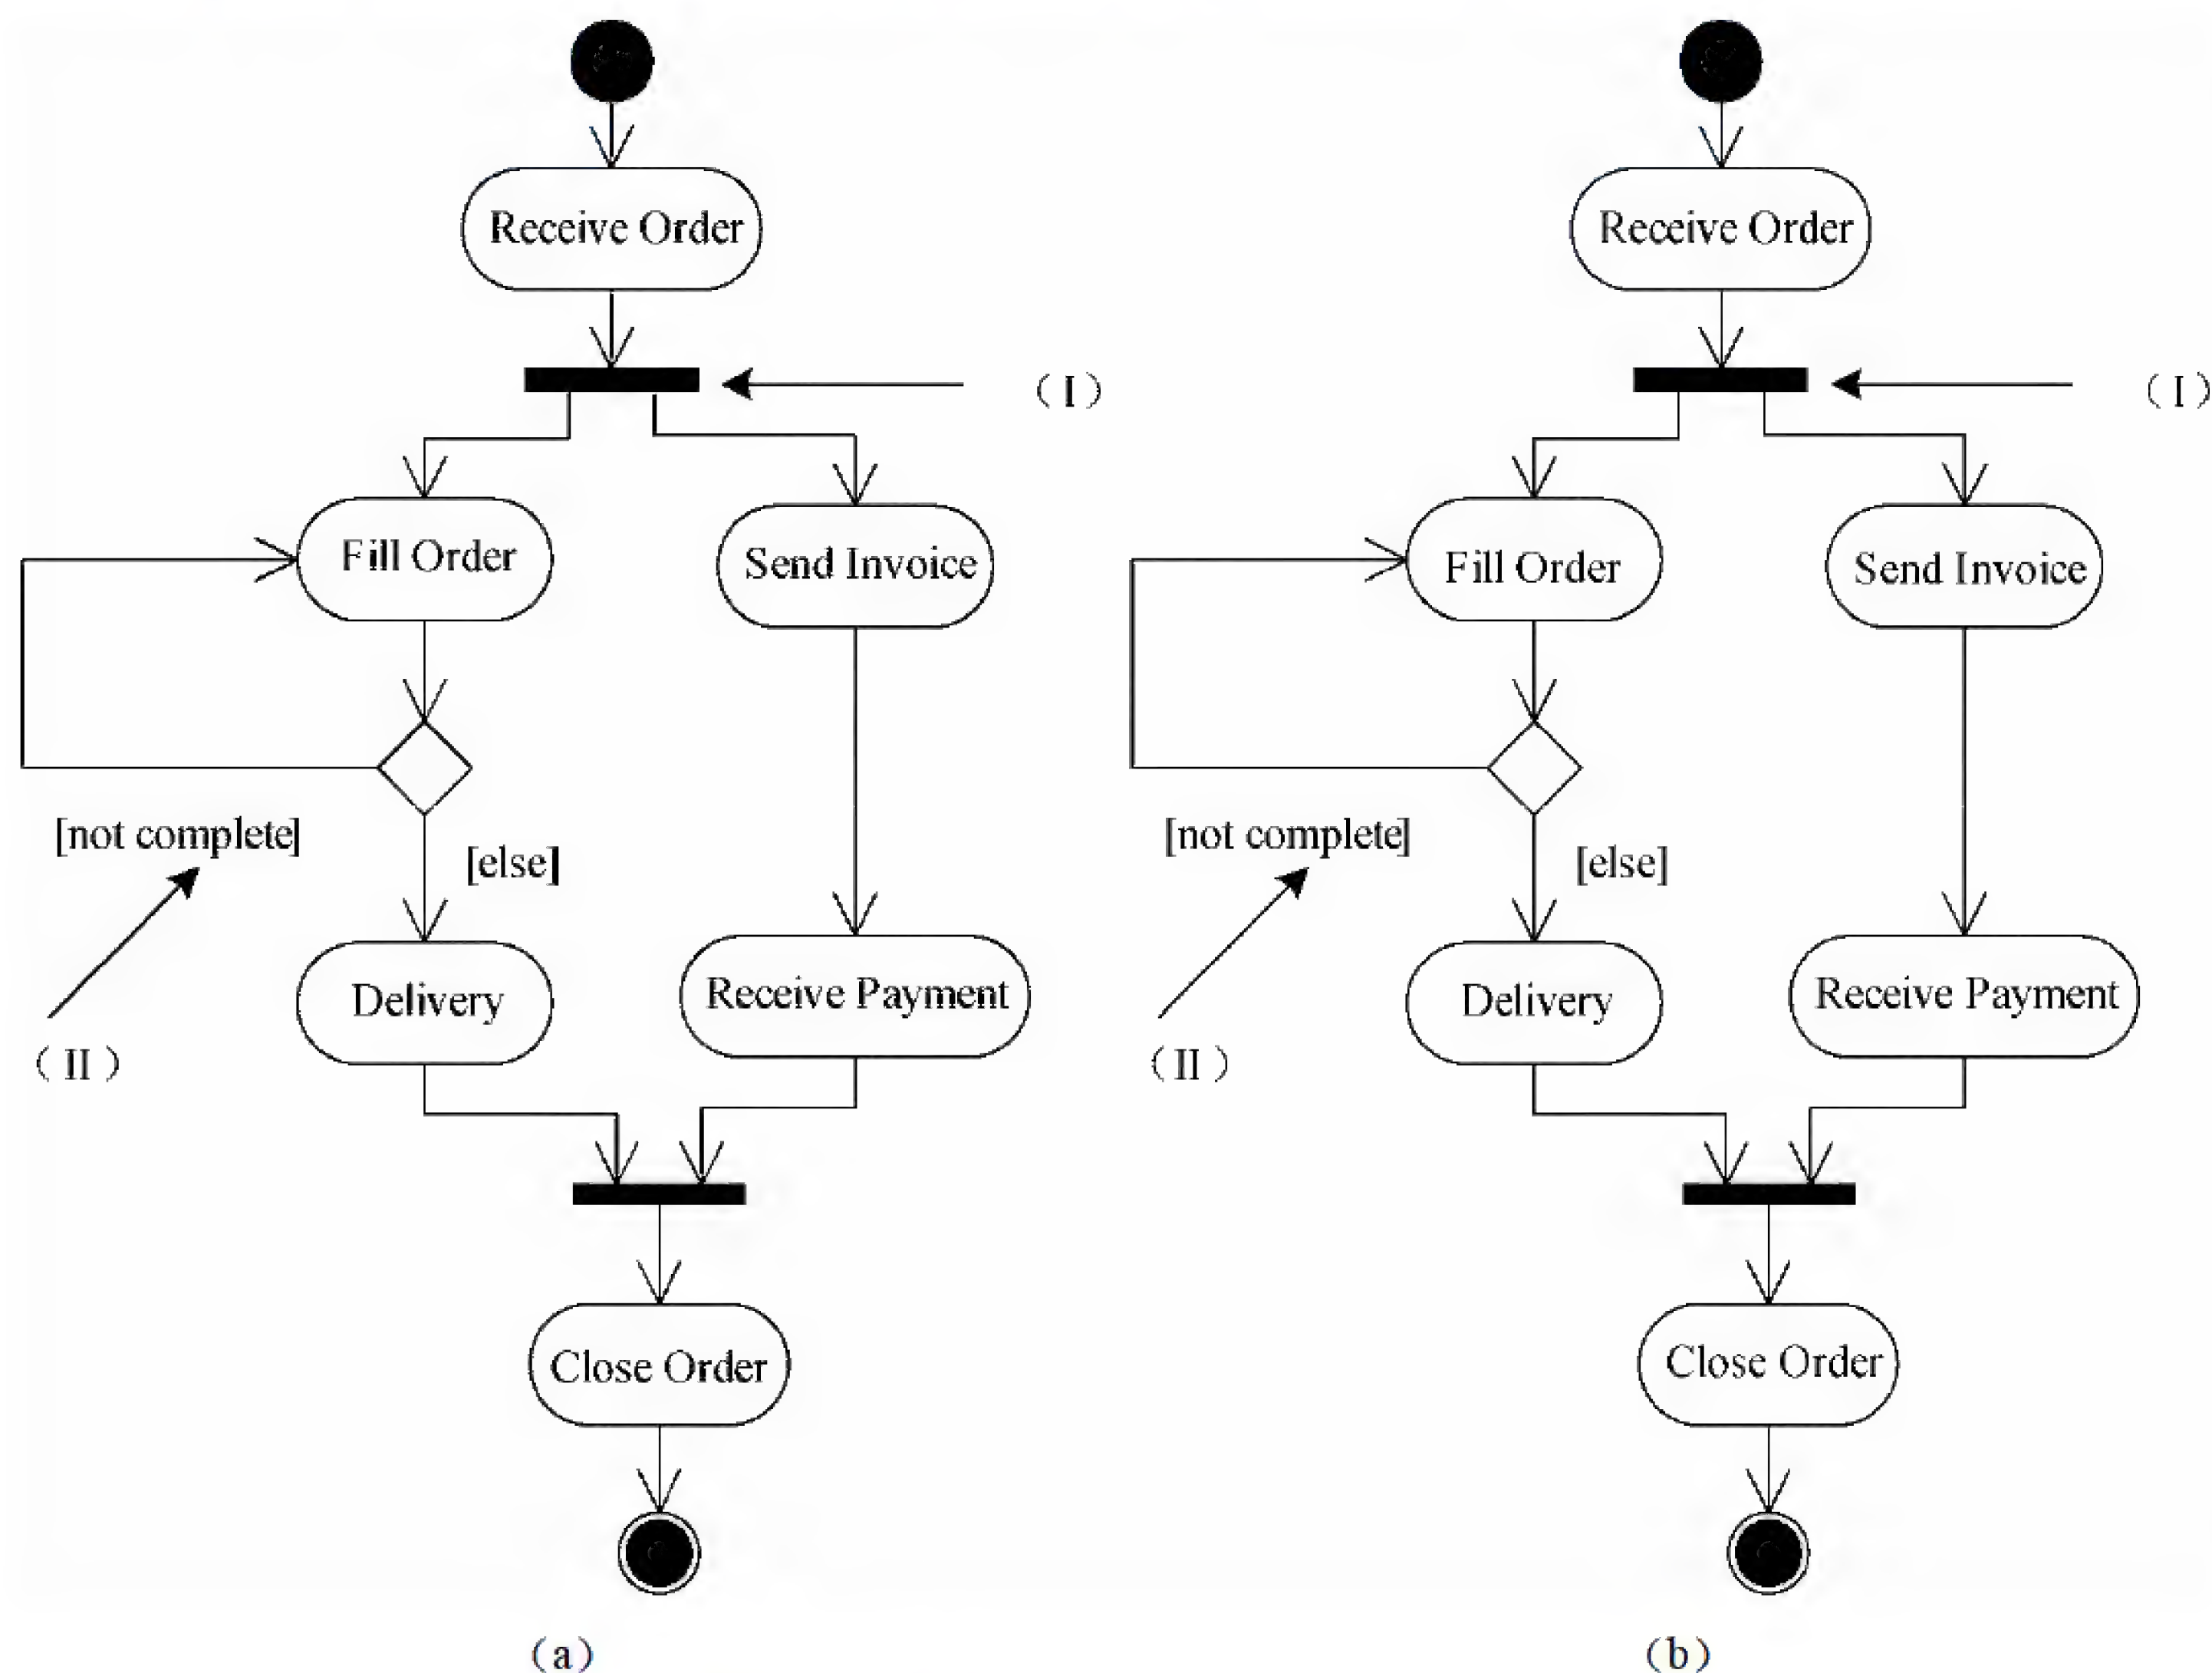 Receive Order
(I)
Fill Order
Send Invoice
[not complete]
[else]
Delivery
Receive Payment
(II)
Close Order
(a)
Receive Order
(I)
Fill Order
Send Invoice
[not complete]
[else]
Delivery
Receive Payment
(II)
Close Order
(b)